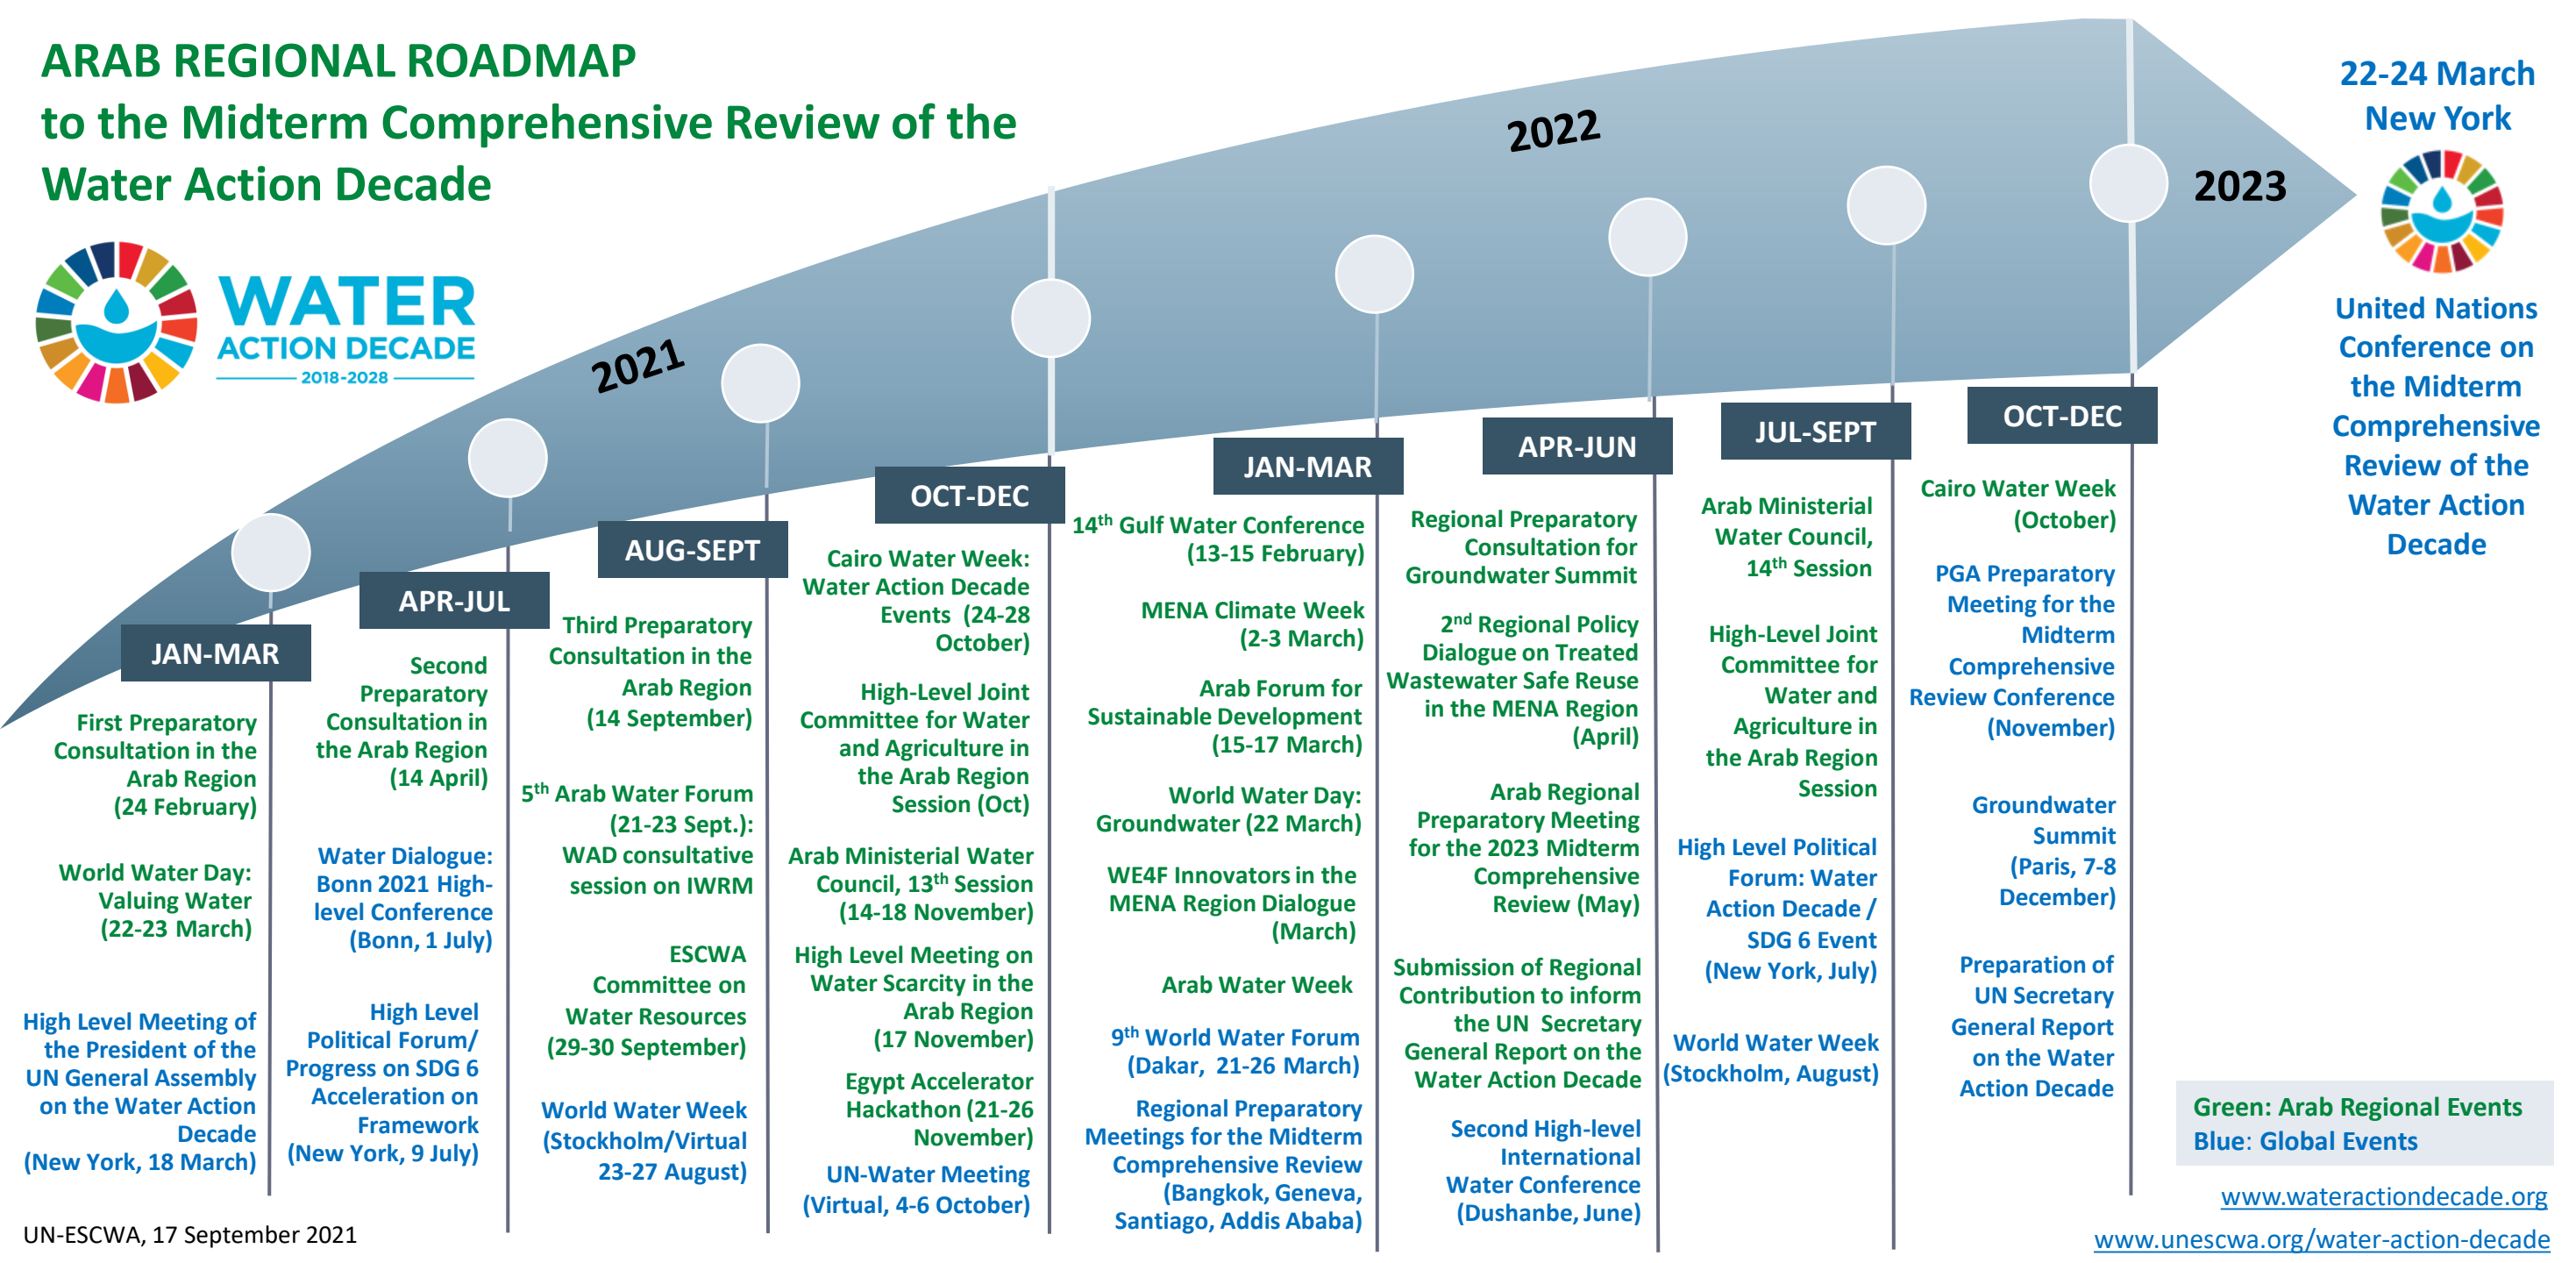 ARAB REGIONAL ROADMAP
to the Midterm Comprehensive Review of the
Water Action Decade
WATER
ACTION DECADE
2018-2028
2021
2022
2023
22-24 March
New York
United Nations
Conference on
the Midterm
Comprehensive
Review of the
Water Action
Decade
JAN-MAR
First Preparatory
Consultation in the
Arab Region
(24 February)
World Water Day:
Valuing Water
(22-23 March)
High Level Meeting of
the President of the
UN General Assembly
on the Water Action
Decade
(New York, 18 March)
APR-JUL
Second
Preparatory
Consultation in
the Arab Region
(14 April)
Water Dialogue:
Bonn 2021 High-
level Conference
(Bonn, 1 July)
High Level
Political Forum/
Progress on SDG 6
Acceleration on
Framework
(New York, 9 July)
AUG-SEPT
Third Preparatory
Consultation in the
Arab Region
(14 September)
5th Arab Water Forum
(21-23 Sept.):
WAD consultative
session on IWRM
ESCWA
Committee on
Water Resources
(29-30 September)
World Water Week
(Stockholm/Virtual
23-27 August)
OCT-DEC
Cairo Water Week:
Water Action Decade
Events (24-28
October)
High-Level Joint
Committee for Water
and Agriculture in
the Arab Region
Session (Oct)
Arab Ministerial Water
Council, 13th Session
(14-18 November)
High Level Meeting on
Water Scarcity in the
Arab Region
(17 November)
Egypt Accelerator
Hackathon (21-26
November)
UN-Water Meeting
(Virtual, 4-6 October)
JAN-MAR
14th Gulf Water Conference
(13-15 February)
MENA Climate Week
(2-3 March)
Arab Forum for
Sustainable Development
(15-17 March)
World Water Day:
Groundwater (22 March)
WE4F Innovators in the
MENA Region Dialogue
(March)
Arab Water Week
9th World Water Forum
(Dakar, 21-26 March)
Regional Preparatory
Meetings for the Midterm
Comprehensive Review
(Bangkok, Geneva,
Santiago, Addis Ababa)
APR-JUN
Regional Preparatory
Consultation for
Groundwater Summit
2nd Regional Policy
Dialogue on Treated
Wastewater Safe Reuse
in the MENA Region
(April)
Arab Regional
Preparatory Meeting
for the 2023 Midterm
Comprehensive
Review (May)
Submission of Regional
Contribution to inform
the UN Secretary
General Report on the
Water Action Decade
Second High-level
International
Water Conference
(Dushanbe, June)
JUL-SEPT
Arab Ministerial
Water Council,
14th Session
High-Level Joint
Committee for
Water and
Agriculture in
the Arab Region
Session
High Level Political
Forum: Water
Action Decade /
SDG 6 Event
(New York, July)
World Water Week
(Stockholm, August)
OCT-DEC
Cairo Water Week
(October)
PGA Preparatory
Meeting for the
Midterm
Comprehensive
Review Conference
(November)
Groundwater
Summit
(Paris, 7-8
December)
Preparation of
UN Secretary
General Report
on the Water
Action Decade
Green: Arab Regional Events
Blue: Global Events
www.wateractiondecade.org
www.unescwa.org/water-action-decade
UN-ESCWA, 17 September 2021